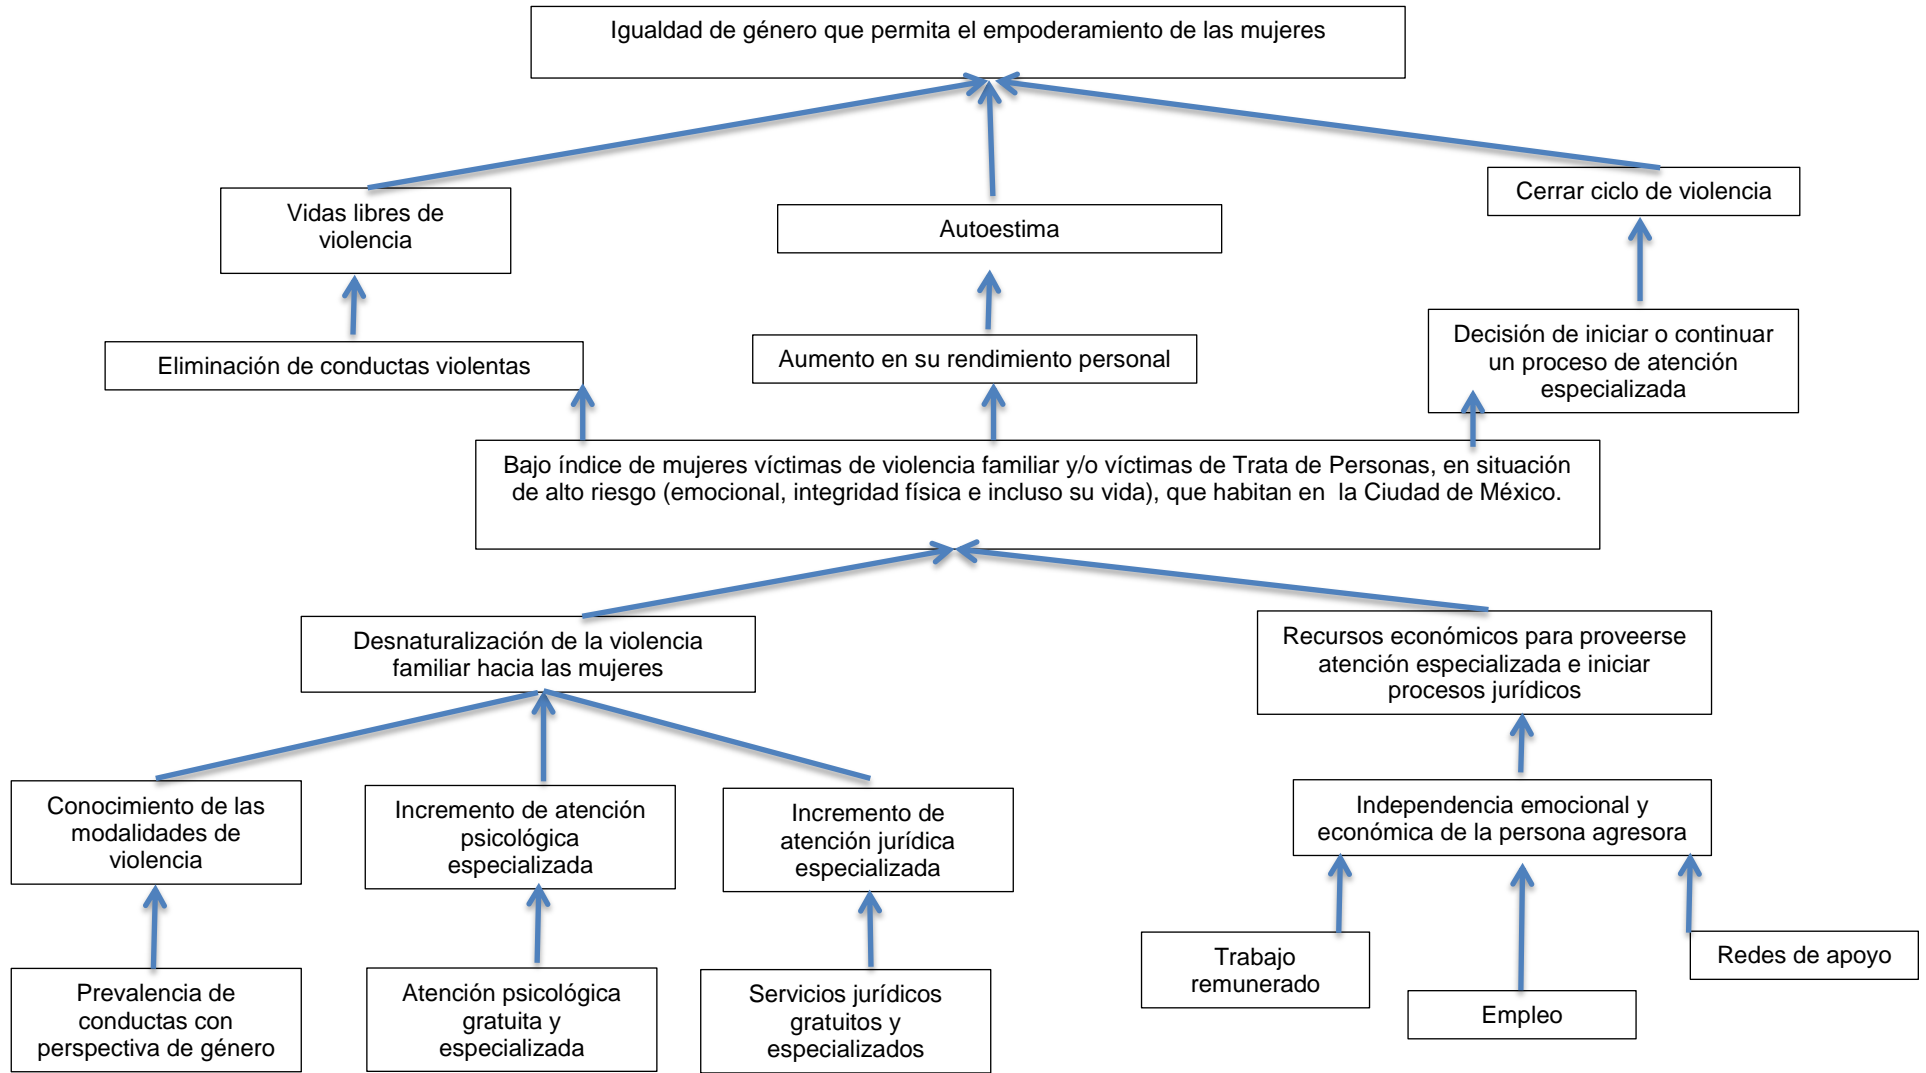 Igualdad de género que permita el empoderamiento de las mujeres
Vidas libres de
violencia
Autoestima
Cerrar ciclo de violencia
Eliminación de conductas violentas
Aumento en su rendimiento personal
Decisión de iniciar o continuar
un proceso de atención
especializada
Bajo índice de mujeres víctimas de violencia familiar y/o víctimas de Trata de Personas, en situación
de alto riesgo (emocional, integridad física e incluso su vida), que habitan en la Ciudad de México.
Desnaturalización de la violencia
familiar hacia las mujeres
Recursos económicos para proveerse
atención especializada e iniciar
procesos jurídicos
Conocimiento de las
modalidades de
violencia
Incremento de atención
psicológica
especializada
Incremento de
atención jurídica
especializada
Independencia emocional y
económica de la persona agresora
Prevalencia de
conductas con
perspectiva de género
Atención psicológica
gratuita y
especializada
Servicios jurídicos
gratuitos y
especializados
Trabajo
remunerado
Empleo
Redes de apoyo